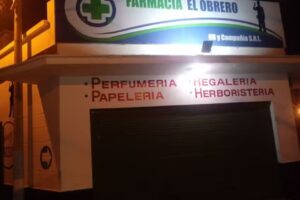 FARMACIA EL OBRERO
y Compañia S.R.L.
• PERFUMERIA • REGALERIA
• PAPELERIA • HERBORISTERIA